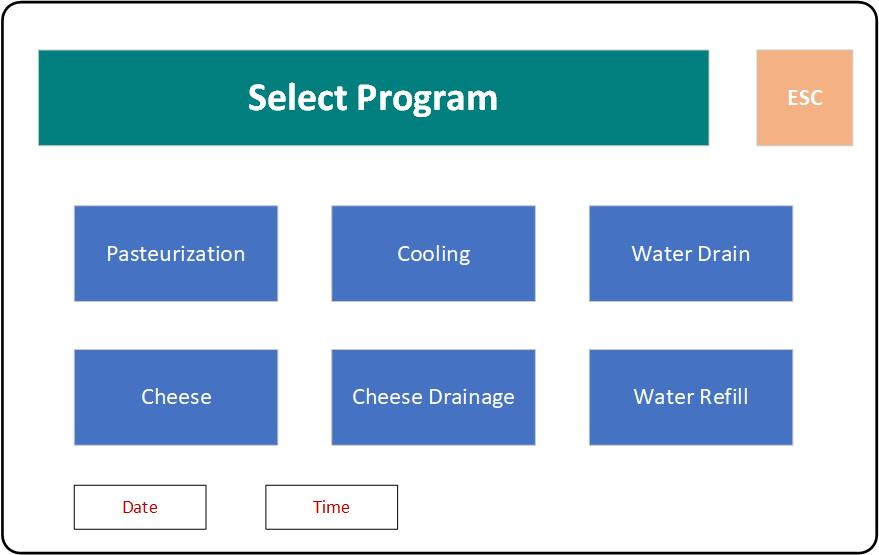 Select Program
ESC
Pasteurization
Cooling
Water Drain
Cheese
Cheese Drainage
Water Refill
Date
Time